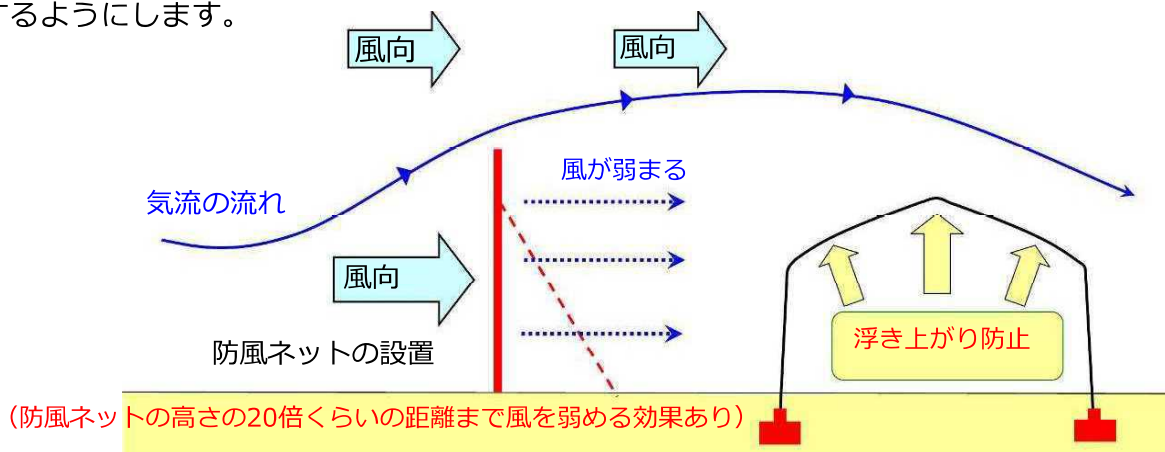 するようにします。
風向
風向
風が弱まる
気流の流れ
風向
浮き上がり防止
防風ネットの設置
（防風ネットの高さの20倍くらいの距離まで風を弱める効果あり）